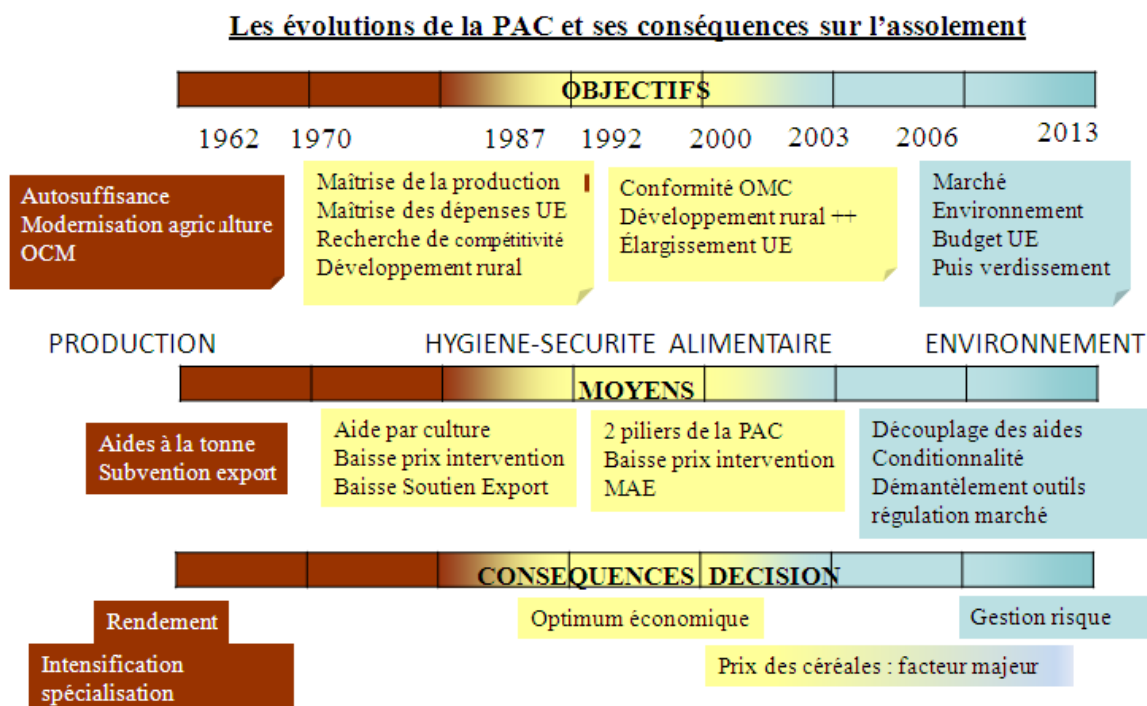 Les évolutions de la PAC et ses conséquences sur l'assolement
OBJECTIFS
1962 1970 1987 1992 2000 2003 2006 2013
Autosuffisance
Modernisation agriculture
OCM
Maîtrise de la production
Maîtrise des dépenses UE
Recherche de compétitivité
Développement rural
Conformité OMC
Développement rural ++
Élargissement UE
Marché
Environnement
Budget UE
Puis verdissement
PRODUCTION HYGIENE-SECURITE ALIMENTAIRE ENVIRONNEMENT
MOYENS
Aides à la tonne
Subvention export
Aide par culture
Baisse prix intervention
Baisse Soutien Export
2 piliers de la PAC
Baisse prix intervention
MAE
Découplage des aides
Conditionnalité
Démantèlement outils
régulation marché
CONSEQUENCES DECISION
Rendement
Intensification
spécialisation
Optimum économique
Prix des céréales : facteur majeur
Gestion risque